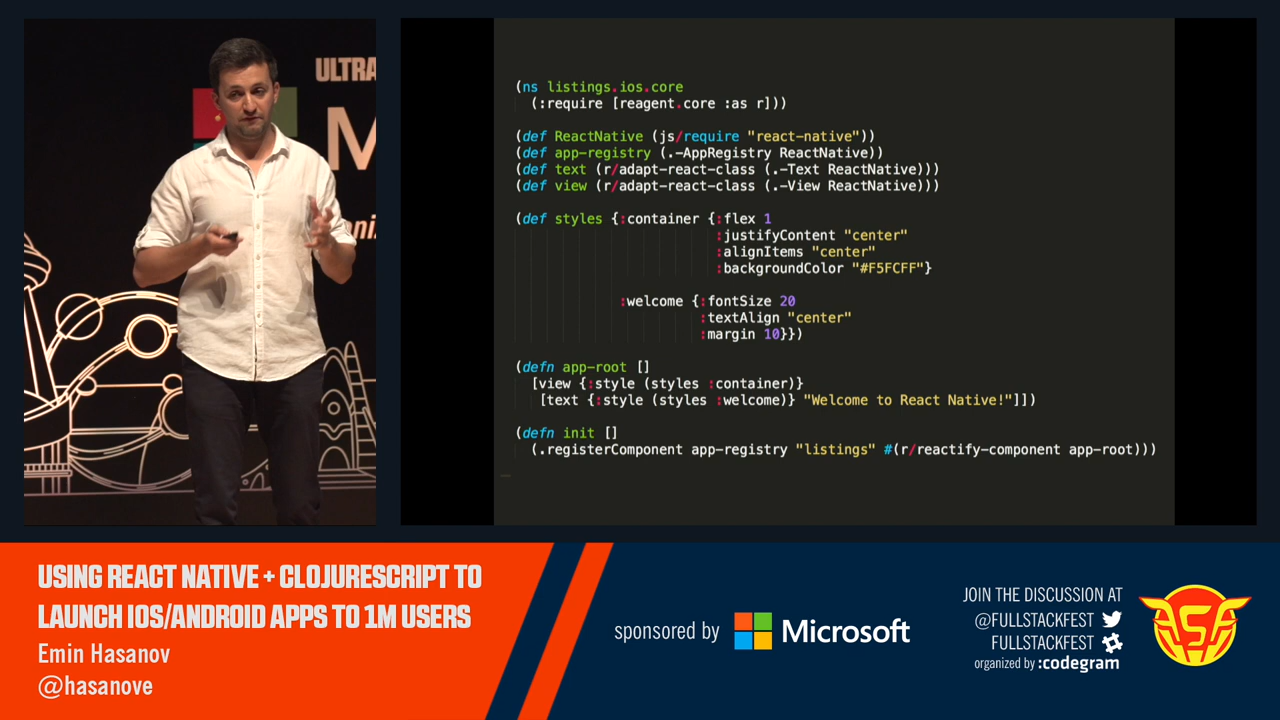 ULTRA
M
(ns listings.ios.core
(:require [reagent.core :as r]))
(def ReactNative (js/require "react-native"))
(def app-registry (.-AppRegistry ReactNative))
(def text (r/adapt-react-class (.-Text ReactNative)))
(def view (r/adapt-react-class (.-View ReactNative)))
(def styles {:container {:flex 1
:justifyContent "center"
:alignItems "center"
:backgroundColor "#F5FCFF"}
:welcome {:fontSize 20
:textAlign "center"
:margin 10}})
(defn app-root []
[view {:style (styles :container)}
[text {:style (styles :welcome)} "Welcome to React Native!"]])
(defn init []
(.registerComponent app-registry "listings" #(r/reactify-component app-root)))
USING REACT NATIVE + CLOJURESCRIPT TO
LAUNCH IOS/ANDROID APPS TO 1M USERS
Emin Hasanov
@hasanove
sponsored by Microsoft
JOIN THE DISCUSSION AT
@FULLSTACKFEST
FULLSTACKFEST
organized by :codegram
FSF